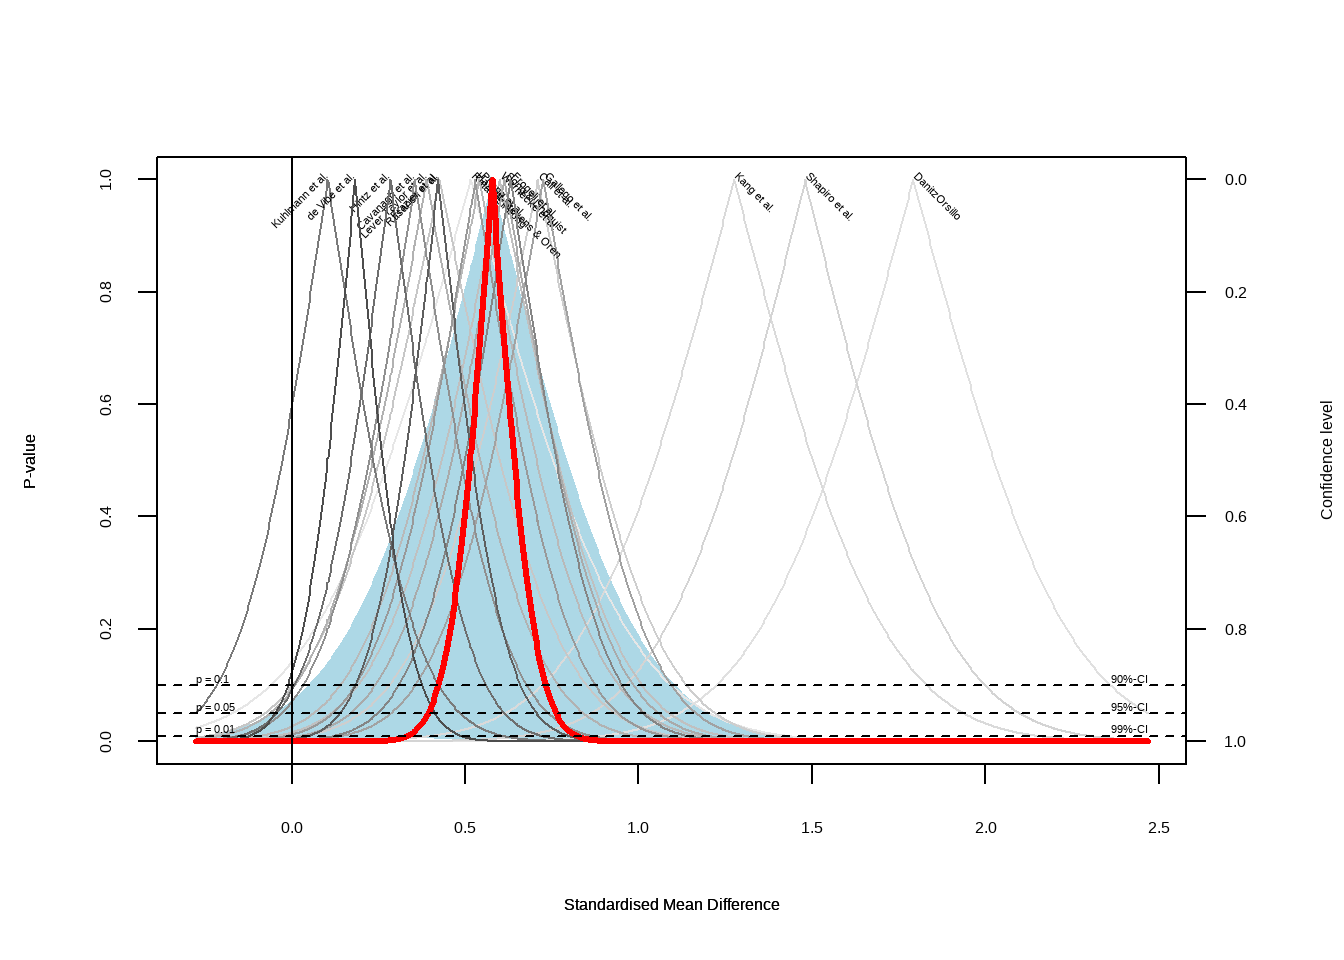 Kuhlmann et al.
de Vibe et al.
Hintz et al.
Cavanagh et al.
Lever Taylor et al.
Frogeli et al.
Gallego et al.
Kang et al.
Shapiro et al.
DanitzOrsillo
1.0
0.8
0.6
0.4
0.2
0.0
P-value
0.0
0.2
0.4
0.6
0.8
1.0
Confidence level
p = 0.1
90%-CI
p = 0.05
95%-CI
p = 0.01
99%-CI
0.0
0.5
1.0
1.5
2.0
2.5
Standardised Mean Difference